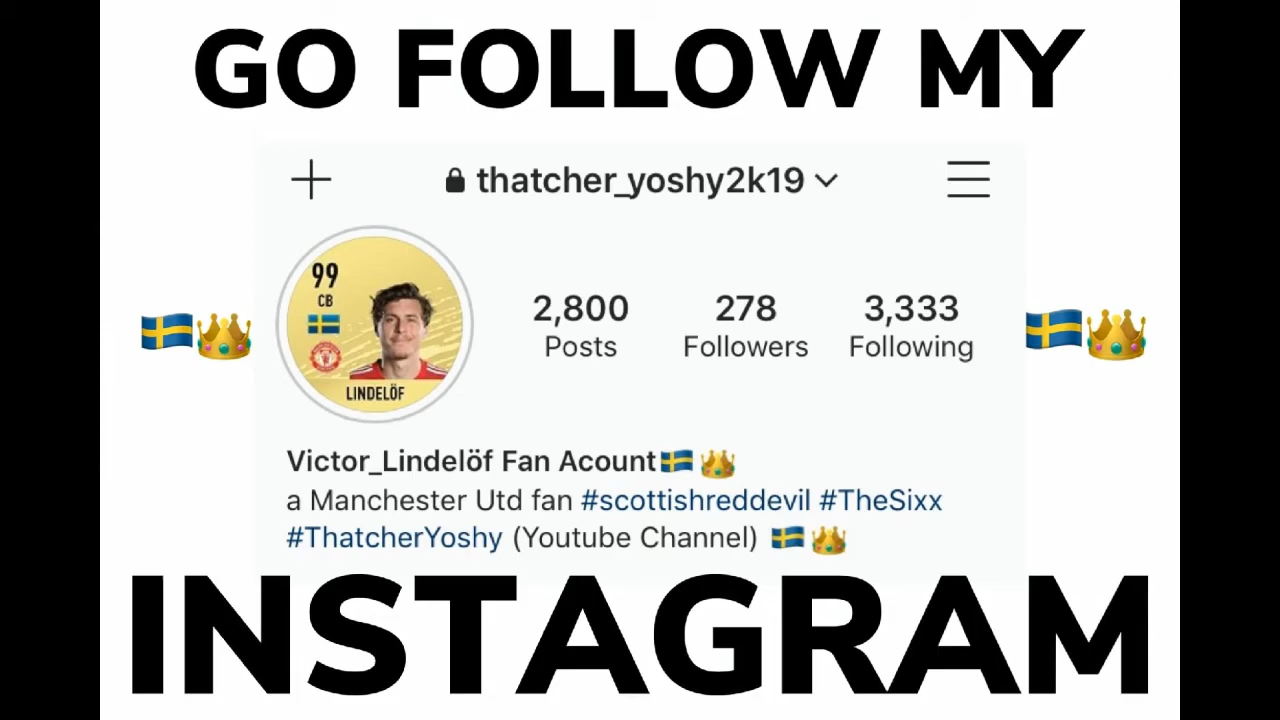 GO FOLLOW MY
thatcher_yoshy2k19
99
CB
LINDELÖF
2,800 278 3,333
Posts Followers Following
Victor_Lindelöf Fan Acount🇸🇪👑
a Manchester Utd fan #scottishreddevil #TheSixx
#ThatcherYoshy (Youtube Channel) 🇸🇪👑
INSTAGRAM